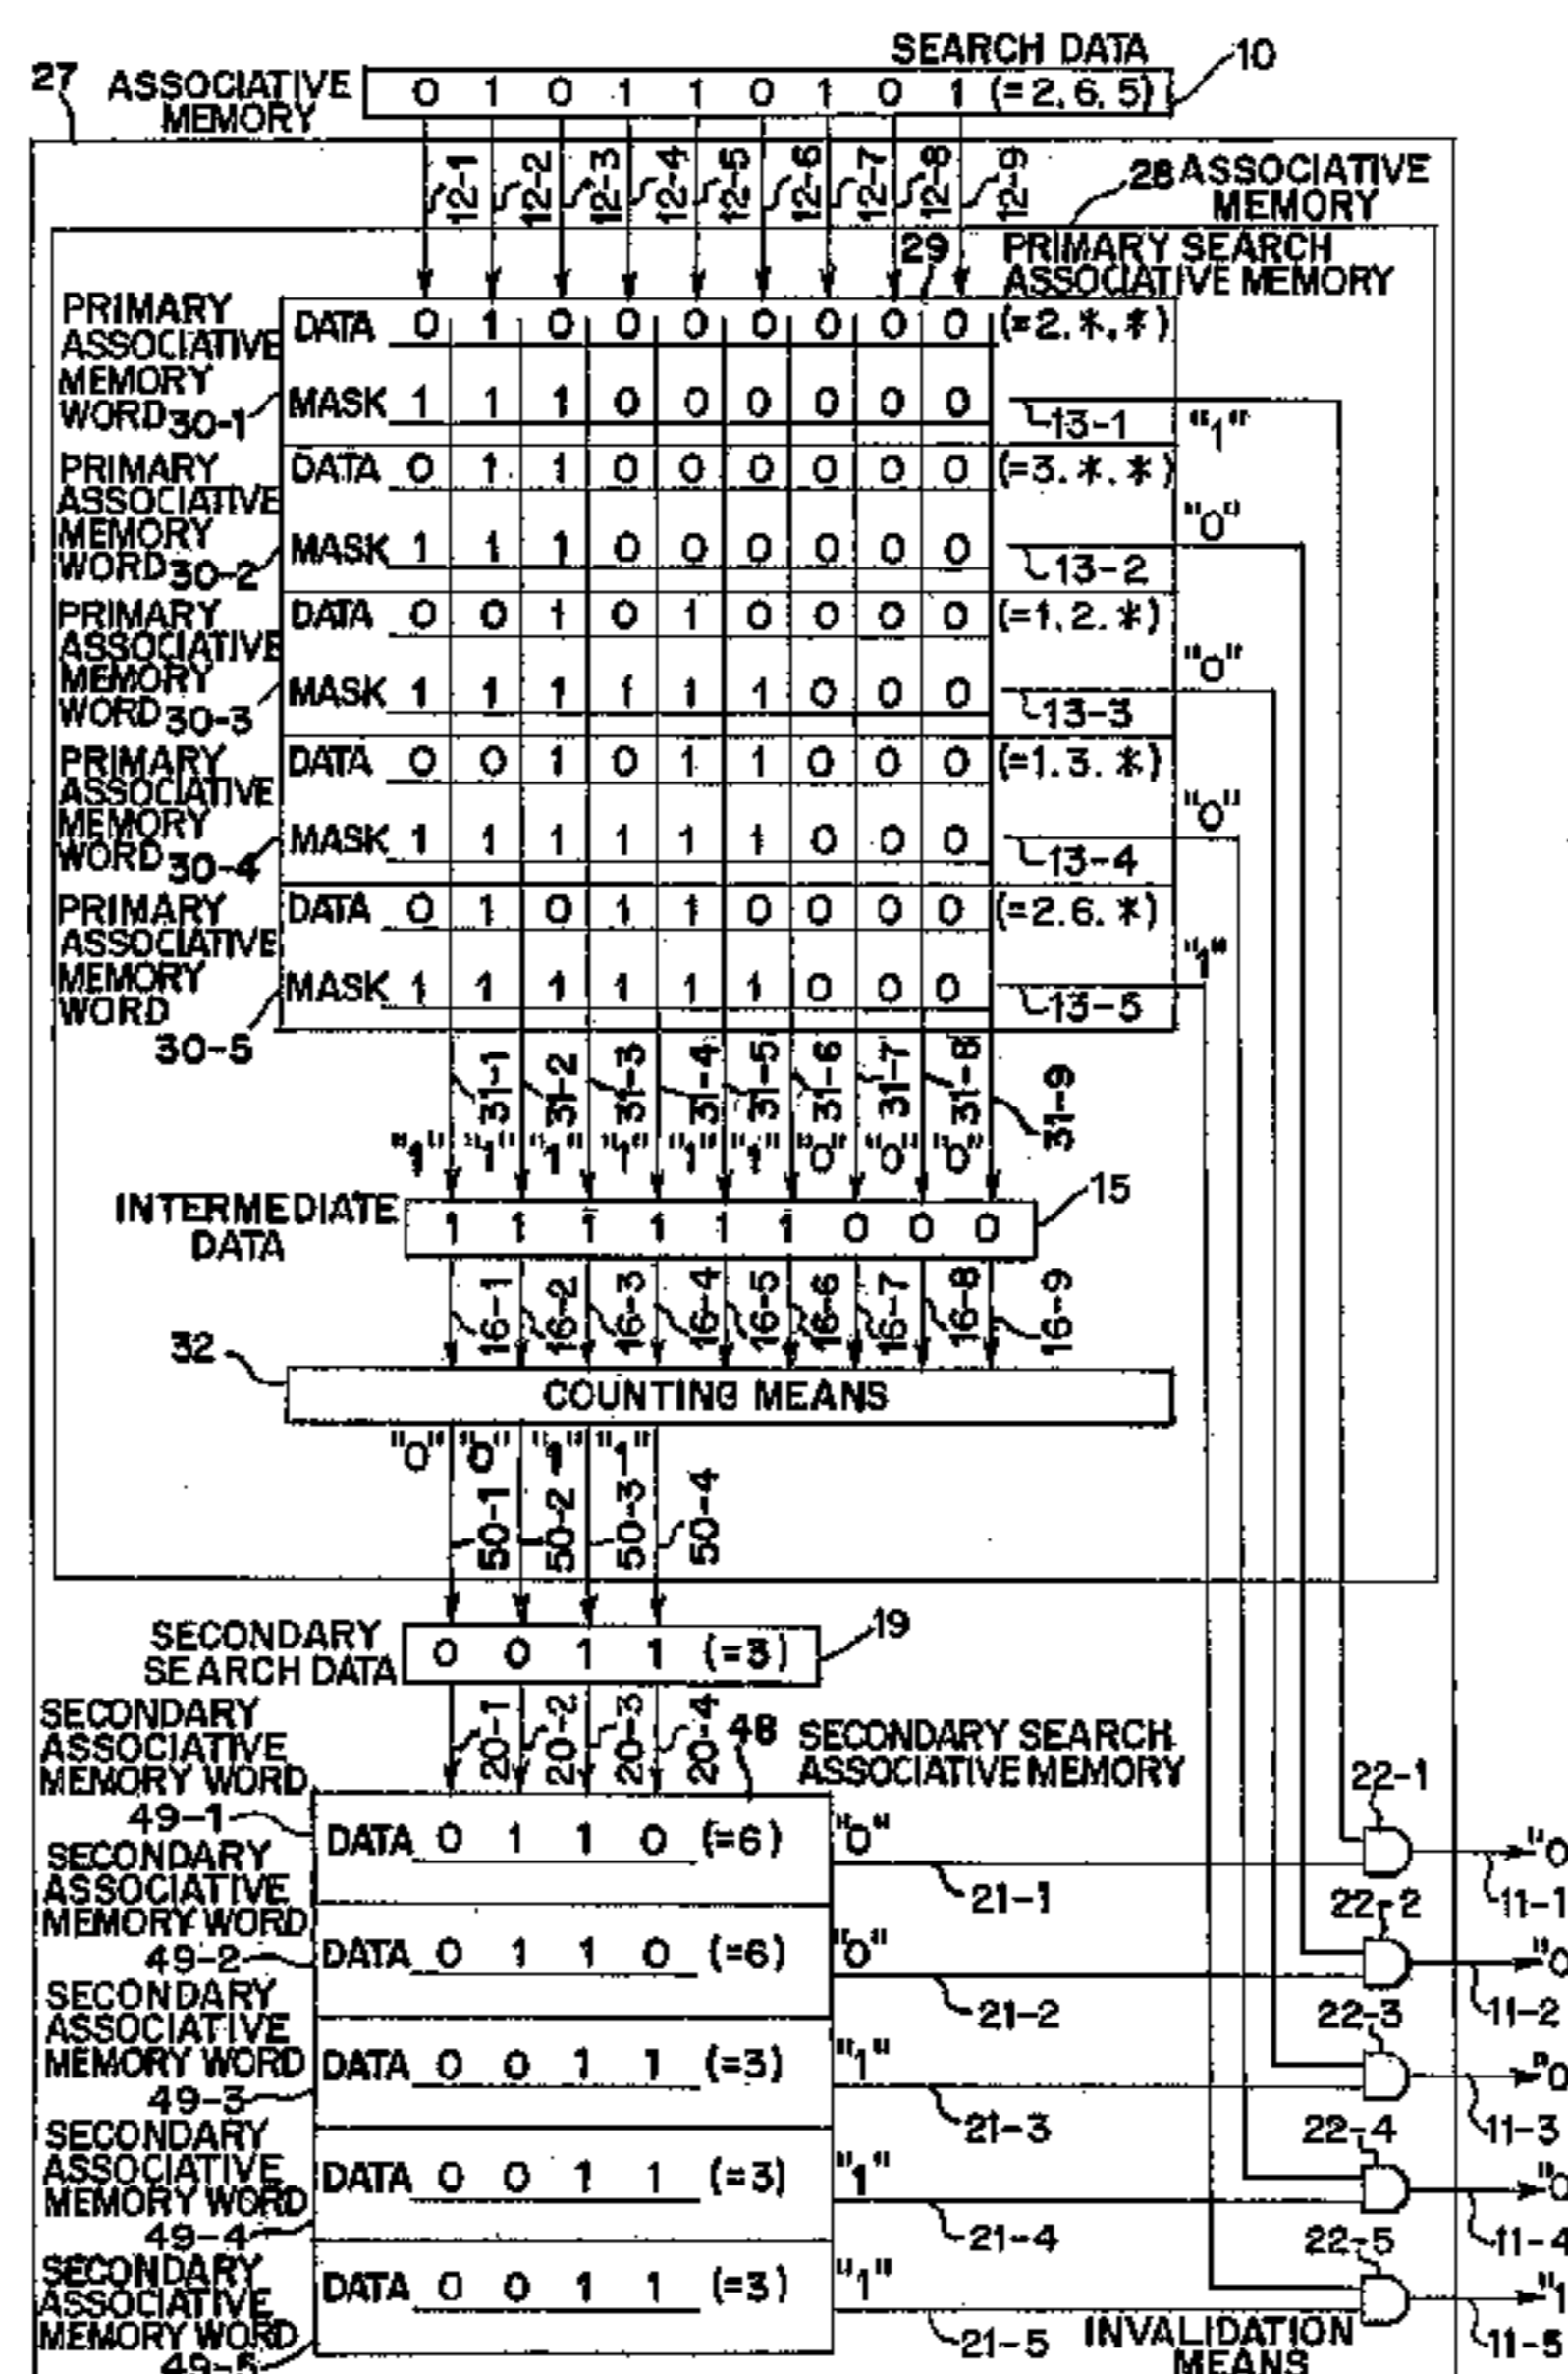 SEARCH DATA
10
27
ASSOCIATIVE
MEMORY
0 1 0 1 1 0 1 0 1 (=2.6.5)
12-1 12-2 12-3 12-4 12-5 12-6 12-7 12-8 12-9
28 ASSOCIATIVE
MEMORY
29
PRIMARY SEARCH
ASSOCIATIVE MEMORY
PRIMARY
ASSOCIATIVE
MEMORY
WORD 30-1
DATA 0 1 0 0 0 0 0 0 0 (=2.*.*)
MASK 1 1 1 0 0 0 0 0 0
13-1
"1"
PRIMARY
ASSOCIATIVE
MEMORY
WORD 30-2
DATA 0 1 1 0 0 0 0 0 0 (=3.*.*)
MASK 1 1 1 0 0 0 0 0 0
13-2
"0"
PRIMARY
ASSOCIATIVE
MEMORY
WORD 30-3
DATA 0 0 1 0 1 0 0 0 0 (=1.2.*)
MASK 1 1 1 1 1 1 0 0 0
13-3
"0"
PRIMARY
ASSOCIATIVE
MEMORY
WORD 30-4
DATA 0 0 1 0 1 1 0 0 0 (=1.3.*)
MASK 1 1 1 1 1 1 0 0 0
13-4
"0"
PRIMARY
ASSOCIATIVE
MEMORY
WORD
30-5
DATA 0 1 0 1 1 0 0 0 0 (=2.6.*)
MASK 1 1 1 1 1 1 0 0 0
13-5
"1"
31-1 31-2 31-3 31-4 31-5 31-6 31-7 31-8 31-9
"1" "1" "1" "1" "1" "1" "0" "0" "0"
INTERMEDIATE
DATA
1 1 1 1 1 1 0 0 0
15
16-1 16-2 16-3 16-4 16-5 16-6 16-7 16-8 16-9
32
COUNTING MEANS
"0" "0" "1" "1"
50-1 50-2 50-3 50-4
SECONDARY
SEARCH DATA
0 0 1 1 (=3)
19
20-1 20-2 20-3 20-4
48
SECONDARY SEARCH
ASSOCIATIVE MEMORY
SECONDARY
ASSOCIATIVE
MEMORY WORD
49-1
DATA 0 1 1 0 (=6)
"0"
21-1
22-1
"0
11-1
SECONDARY
ASSOCIATIVE
MEMORY WORD
49-2
DATA 0 1 1 0 (=6)
"0"
21-2
22-2
"0
11-2
SECONDARY
ASSOCIATIVE
MEMORY WORD
49-3
DATA 0 0 1 1 (=3)
"1"
21-3
22-3
"0
11-3
SECONDARY
ASSOCIATIVE
MEMORY WORD
49-4
DATA 0 0 1 1 (=3)
"1"
21-4
22-4
"0
11-4
SECONDARY
ASSOCIATIVE
MEMORY WORD
49-5
DATA 0 0 1 1 (=3)
"1"
21-5
22-5
"1
11-5
INVALIDATION
MEANS